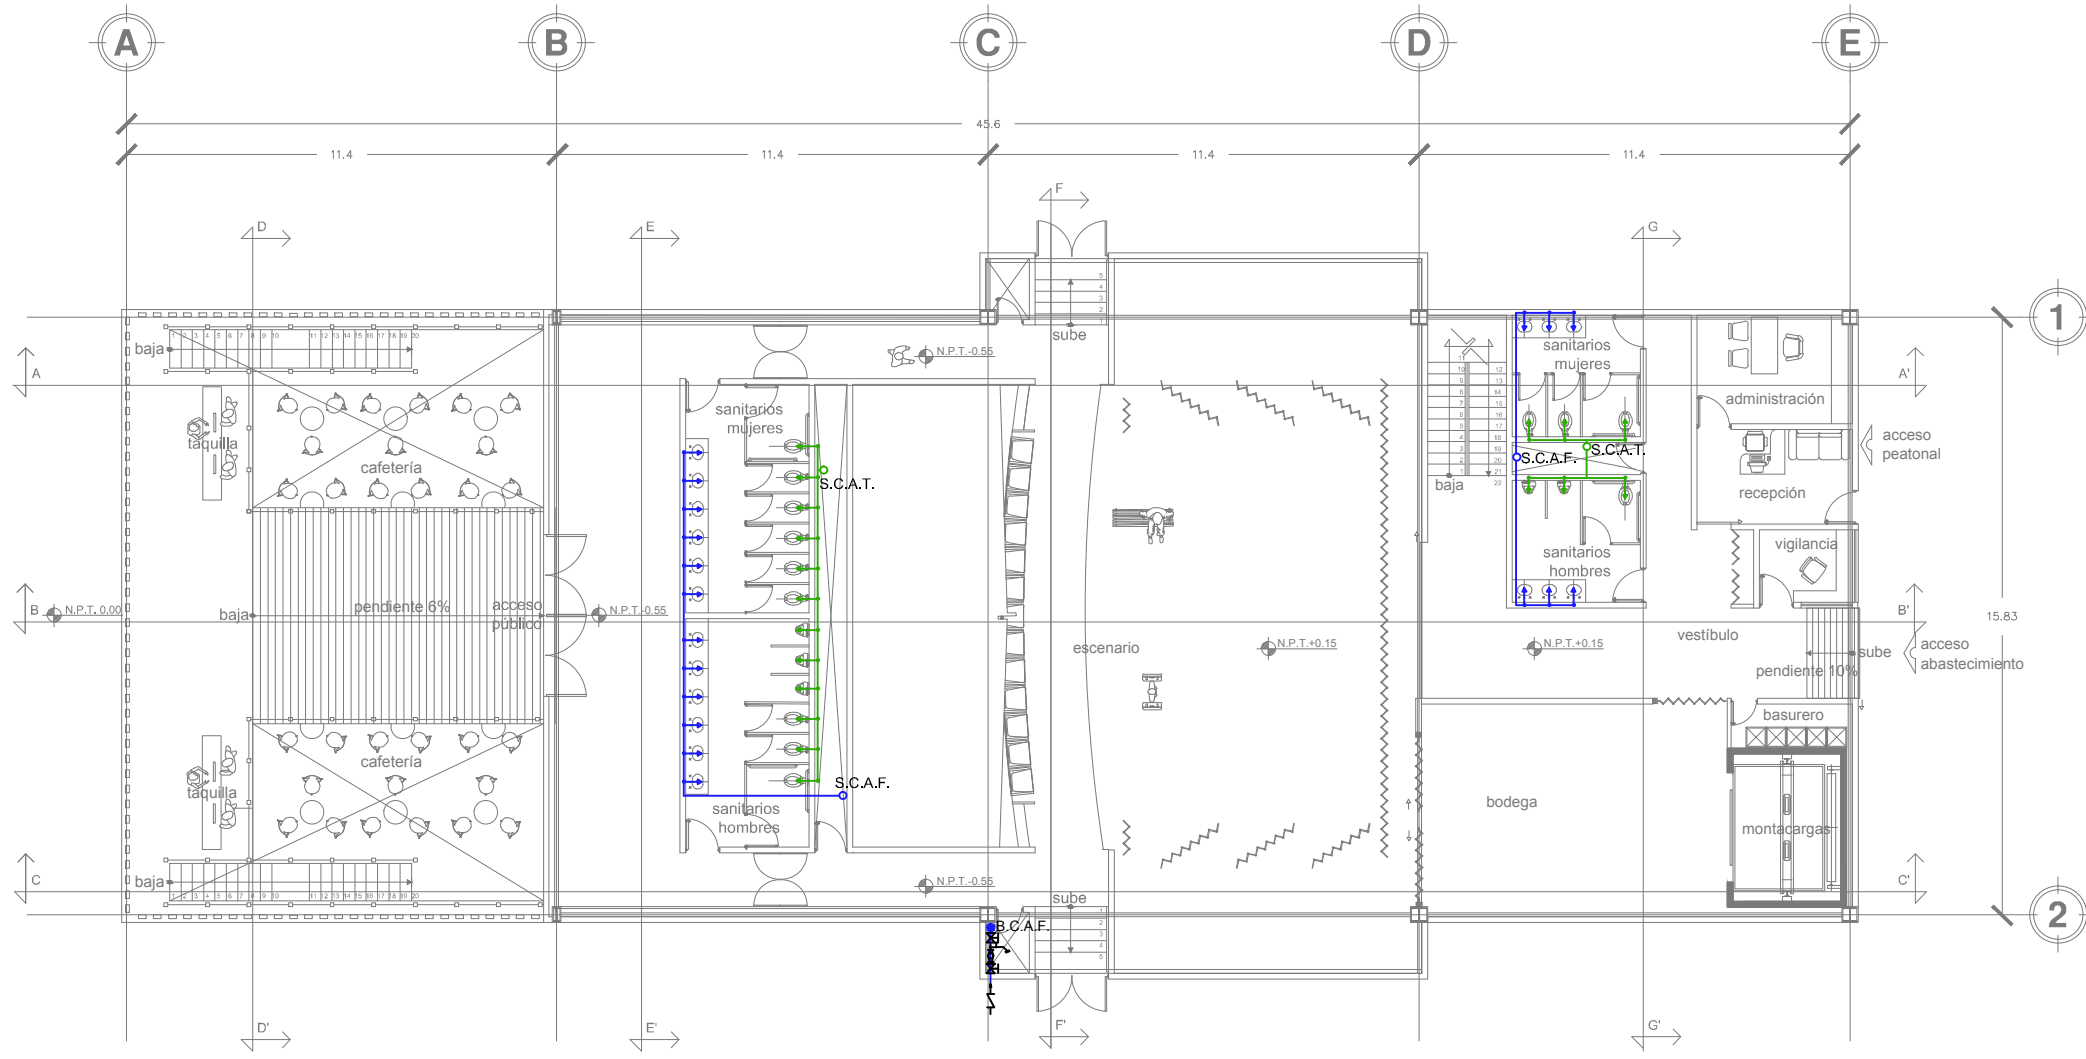 A
B
C
D
E
45.6
11.4
11.4
11.4
11.4
F
D
E
G
1
baja
sube
N.P.T.-0.55
sanitarios
mujeres
A
A'
sanitarios
mujeres
administración
taquilla
cafetería
S.C.A.T.
S.C.A.F.
S.C.A.T.
acceso
peatonal
baja
recepción
sanitarios
hombres
vigilancia
B
N.P.T. 0.00
baja
pendiente 6%
acceso
público
N.P.T.-0.55
escenario
N.P.T.+0.15
N.P.T.+0.15
vestíbulo
B'
15.83
sube
acceso
abastecimiento
pendiente 10%
basurero
cafetería
taquilla
S.C.A.F.
sanitarios
hombres
bodega
montacargas
C
baja
N.P.T.-0.55
sube
C'
B.C.A.F.
2
D'
E'
F'
G'